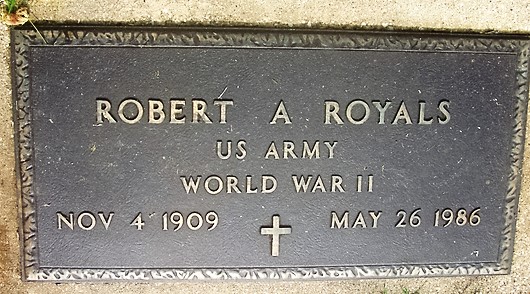 ROBERT A ROYALS
US ARMY
WORLD WAR II
NOV 4 1909 MAY 26 1986